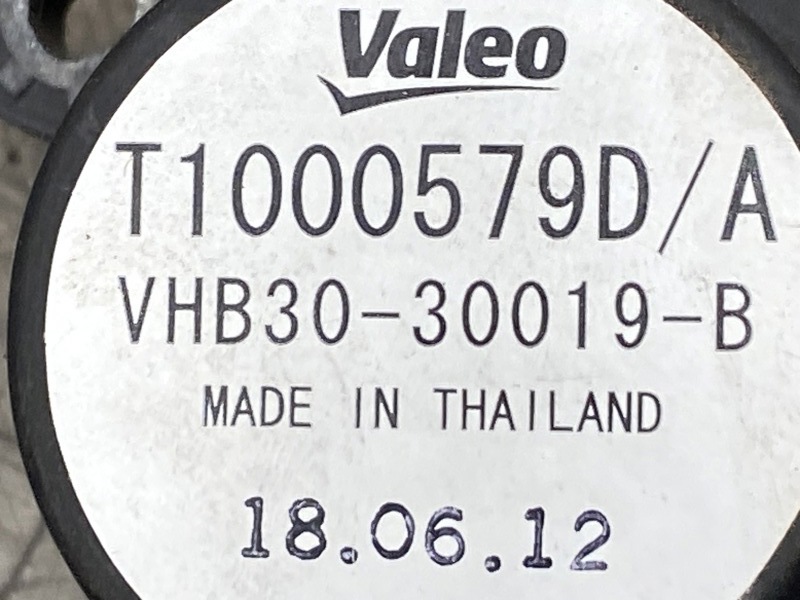 Valeo
T1000579D/A
VHB30-30019-B
MADE IN THAILAND
18.06.12